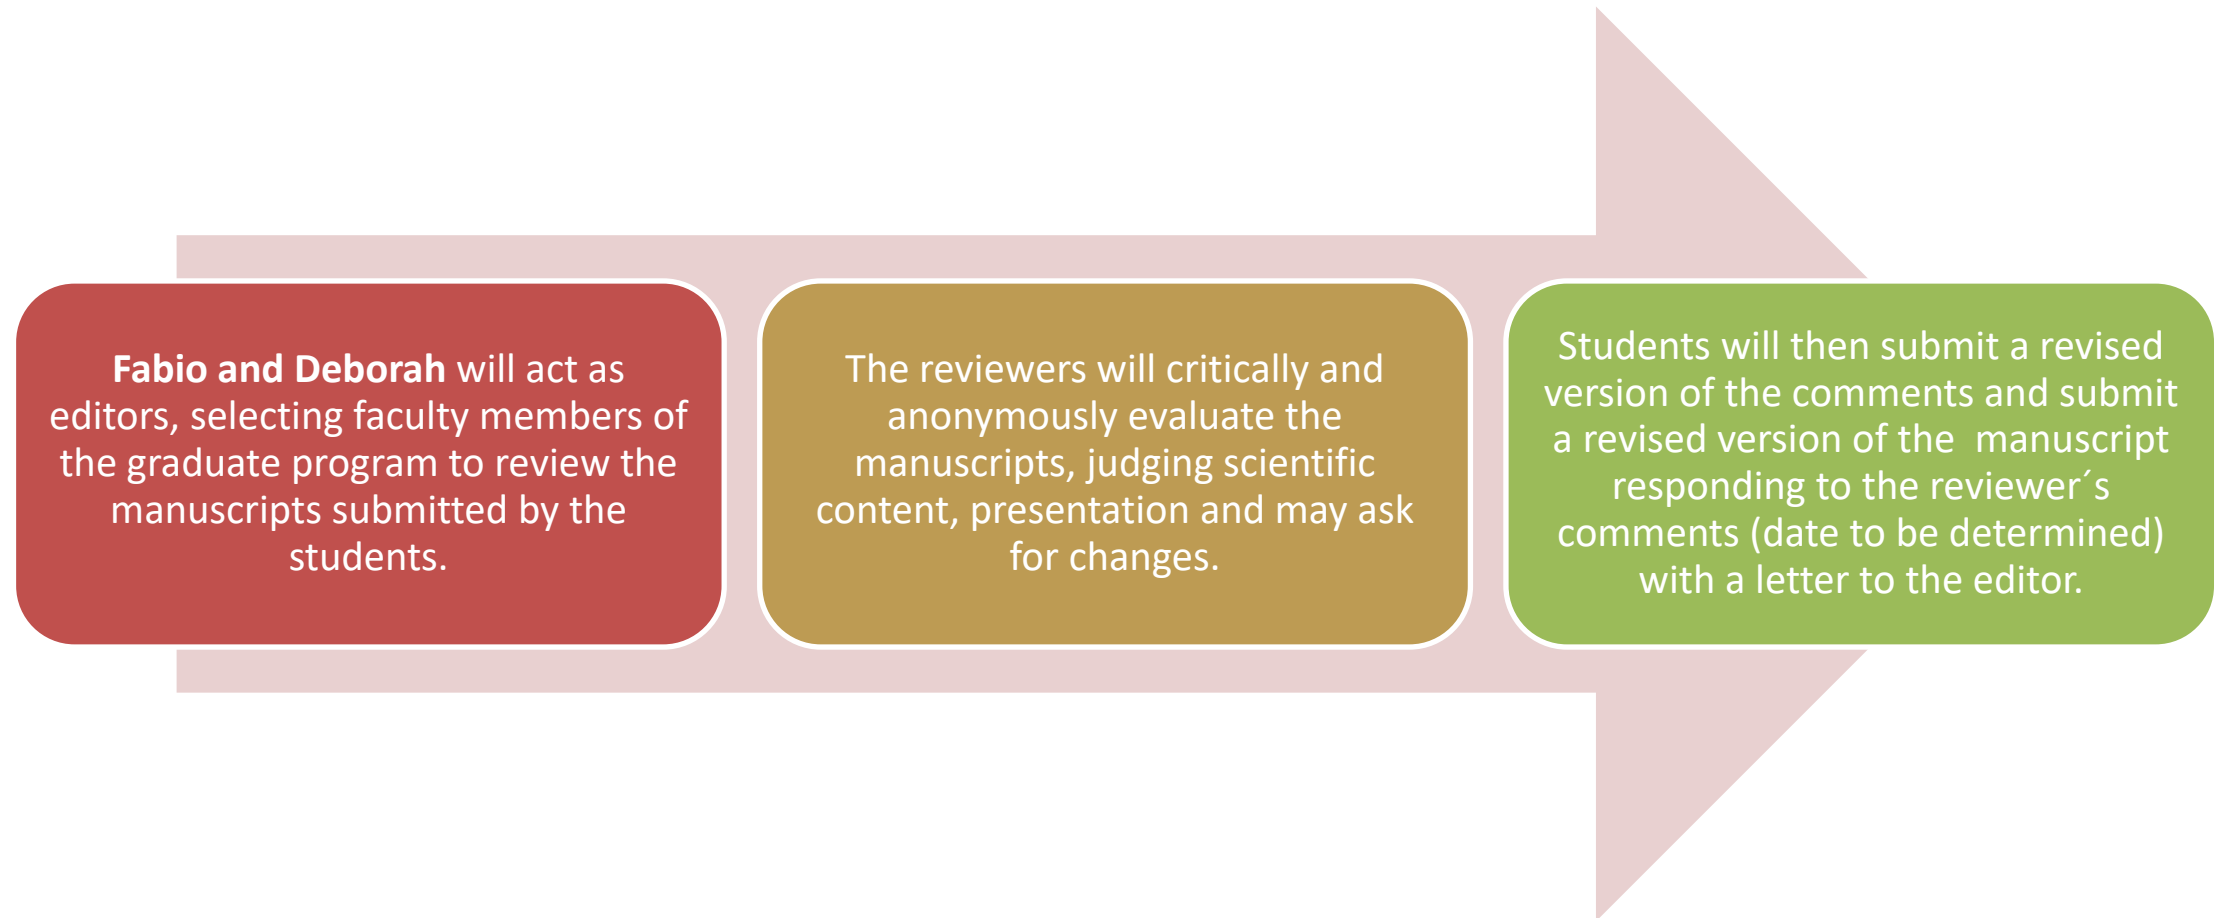 Fabio and Deborah will act as
editors, selecting faculty members of
the graduate program to review the
manuscripts submitted by the
students.
The reviewers will critically and
anonymously evaluate the
manuscripts, judging scientific
content, presentation and may ask
for changes.
Students will then submit a revised
version of the comments and submit
a revised version of the  manuscript
responding to the reviewer´s
comments (date to be determined)
with a letter to the editor.